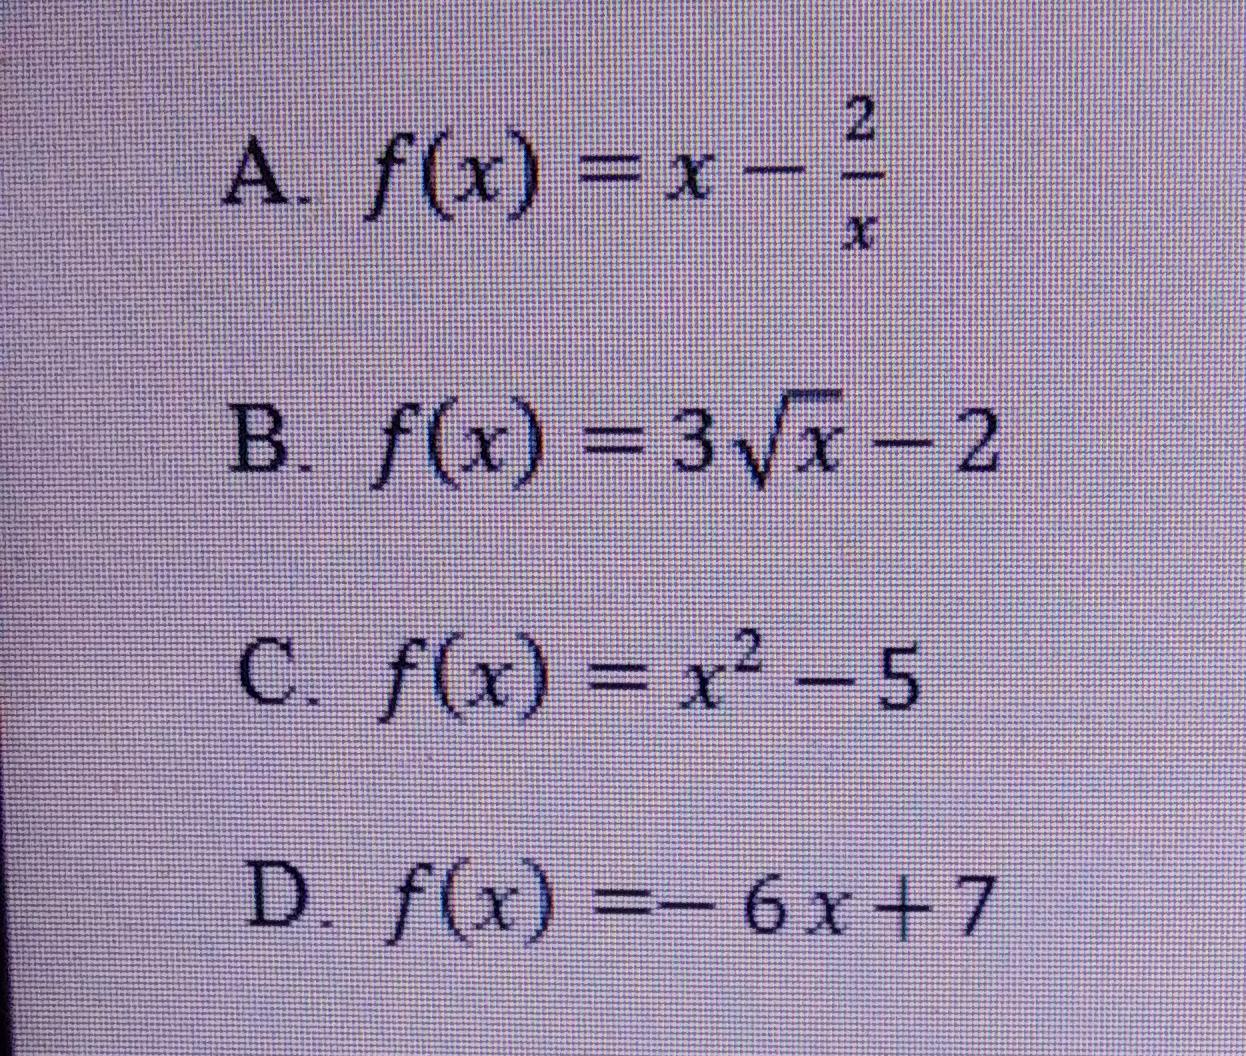 A. f(x) = x − 2/x
B. f(x) = 3√x − 2
C. f(x) = x² − 5
D. f(x) =− 6x+7